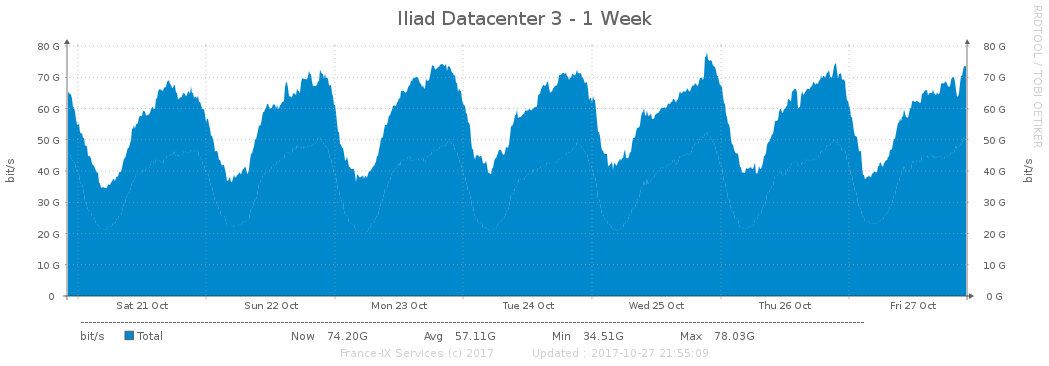 Iliad Datacenter 3 - 1 Week
RRDTOOL / TOBI OETIKER
80 G 80 G
70 G 70 G
60 G 60 G
50 G 50 G
40 G 40 G
30 G 30 G
20 G 20 G
10 G 10 G
0 0 G
bit/s bit/s
Sat 21 Oct Sun 22 Oct Mon 23 Oct Tue 24 Oct Wed 25 Oct Thu 26 Oct Fri 27 Oct
bit/s Total Now 74.20G Avg 57.11G Min 34.51G Max 78.03G
France-IX Services (c) 2017 Updated : 2017-10-27 21:55:09